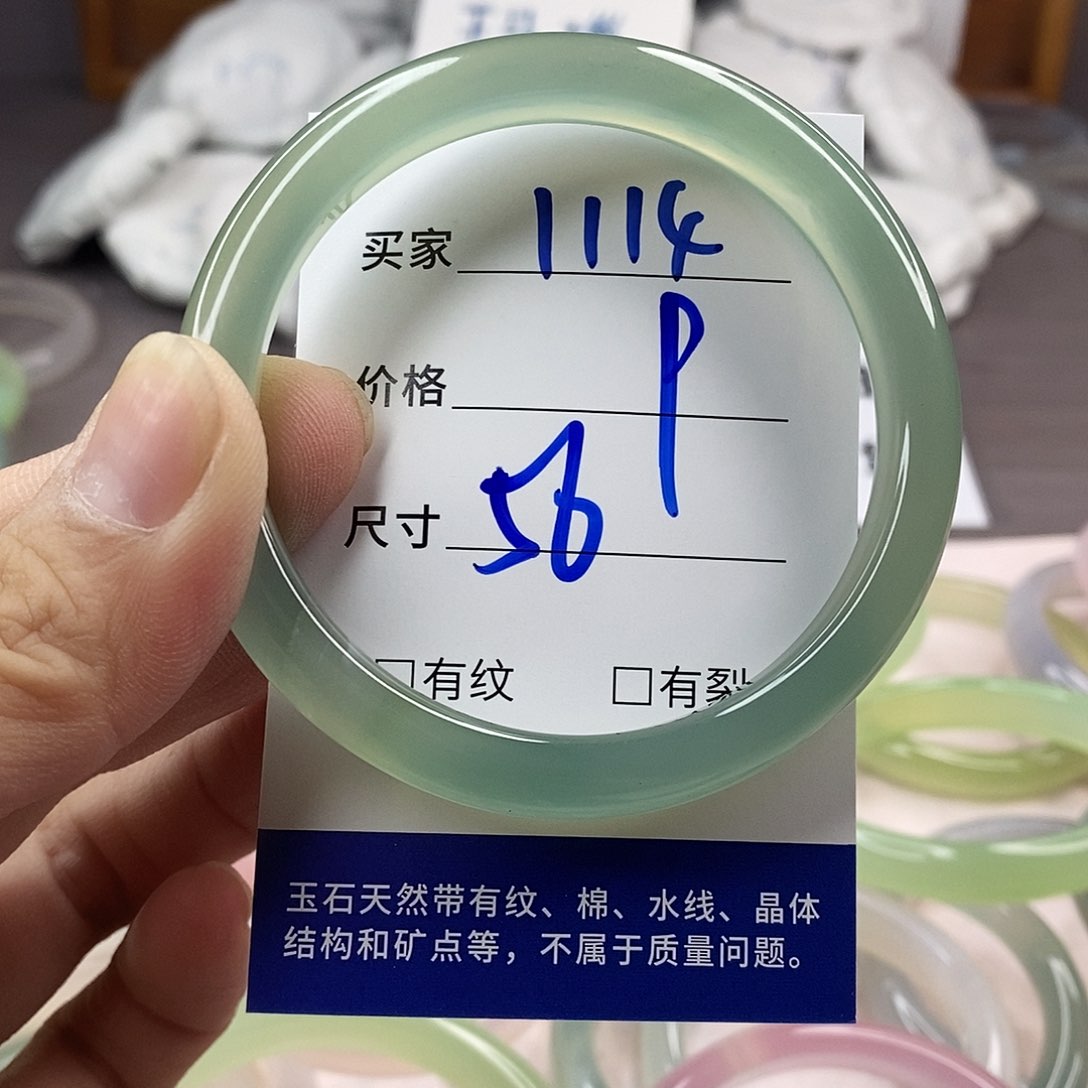 买家 1114
P
价格
尺寸 56
□有纹 □有裂
玉石天然带有纹、棉、水线、晶体
结构和矿点等，不属于质量问题。